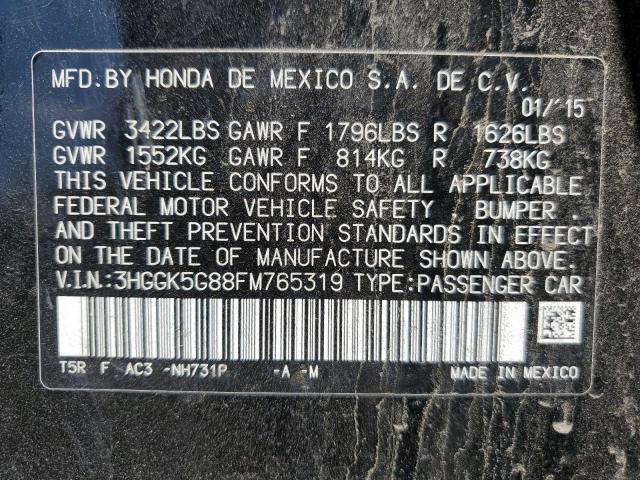 MFD.BY HONDA DE MEXICO S.A. DE C.V.
01/'15
GVWR 3422LBS GAWR F 1796LBS R 1626LBS
GVWR 1552KG GAWR F 814KG R 738KG
THIS VEHICLE CONFORMS TO ALL APPLICABLE
FEDERAL MOTOR VEHICLE SAFETY, BUMPER,
AND THEFT PREVENTION STANDARDS IN EFFECT
ON THE DATE OF MANUFACTURE SHOWN ABOVE.
V.I.N.:3HGGK5G88FM765319 TYPE:PASSENGER CAR
T5R F AC3 -NH731P -A -M
MADE IN MEXICO